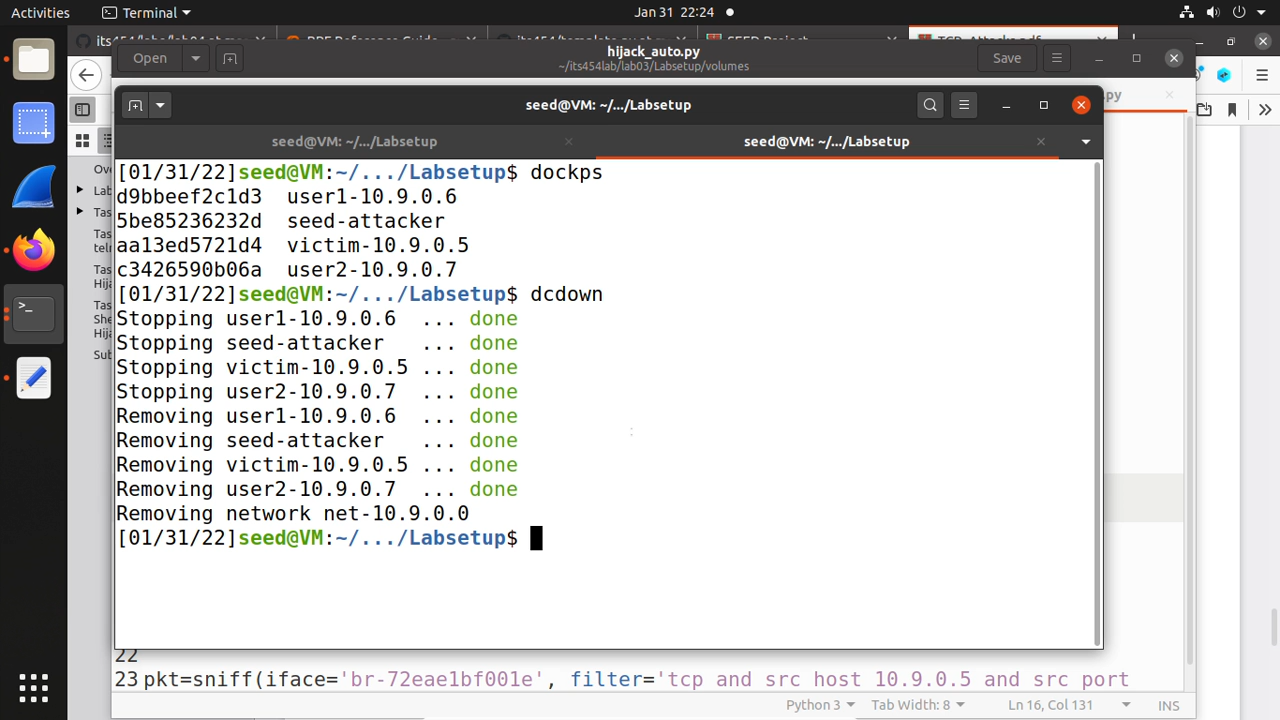 Activities
Terminal
Jan 31 22:24
Open
hijack_auto.py
~/its454lab/lab03/Labsetup/volumes
Save
seed@VM: ~/.../Labsetup
seed@VM: ~/.../Labsetup
seed@VM: ~/.../Labsetup
[01/31/22]seed@VM:~/.../Labsetup$ dockps
d9bbeef2c1d3 user1-10.9.0.6
5be85236232d seed-attacker
aa13ed5721d4 victim-10.9.0.5
c3426590b06a user2-10.9.0.7
[01/31/22]seed@VM:~/.../Labsetup$ dcdown
Stopping user1-10.9.0.6 ... done
Stopping seed-attacker ... done
Stopping victim-10.9.0.5 ... done
Stopping user2-10.9.0.7 ... done
Removing user1-10.9.0.6 ... done
Removing seed-attacker ... done
Removing victim-10.9.0.5 ... done
Removing user2-10.9.0.7 ... done
Removing network net-10.9.0.0
[01/31/22]seed@VM:~/.../Labsetup$
22
23 pkt=sniff(iface='br-72eae1bf001e', filter='tcp and src host 10.9.0.5 and src port
Python 3
Tab Width: 8
Ln 16, Col 131
INS